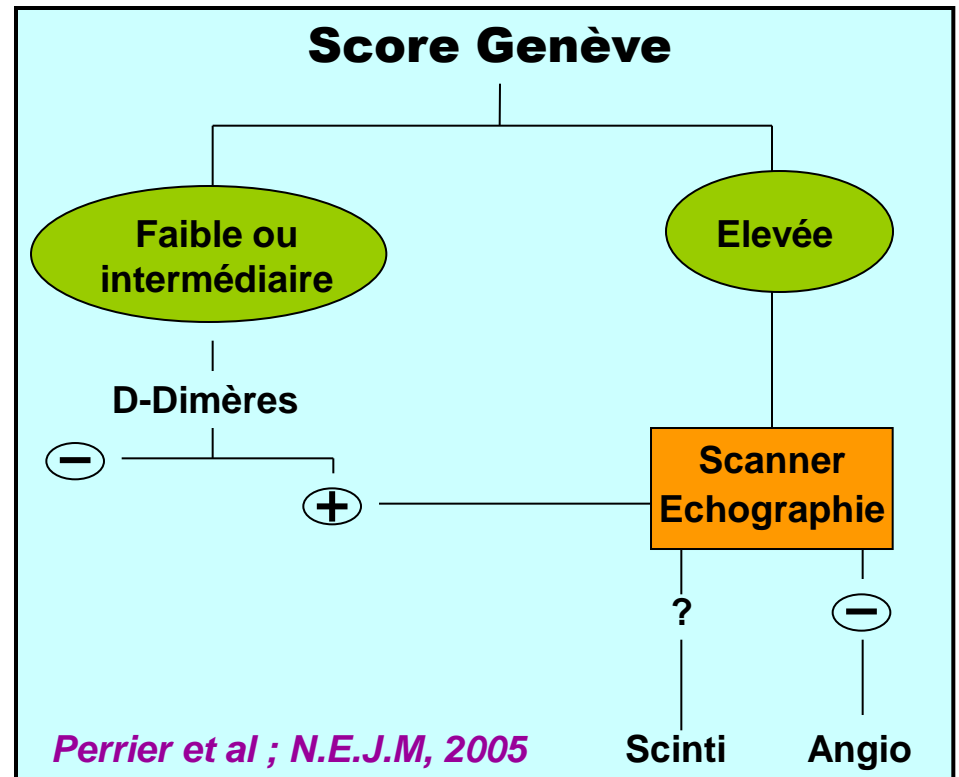 Score Genève
Faible ou
intermédiaire
Elevée
D-Dimères
−
+
Scanner
Echographie
?
−
Scinti
Angio
Perrier et al ; N.E.J.M, 2005